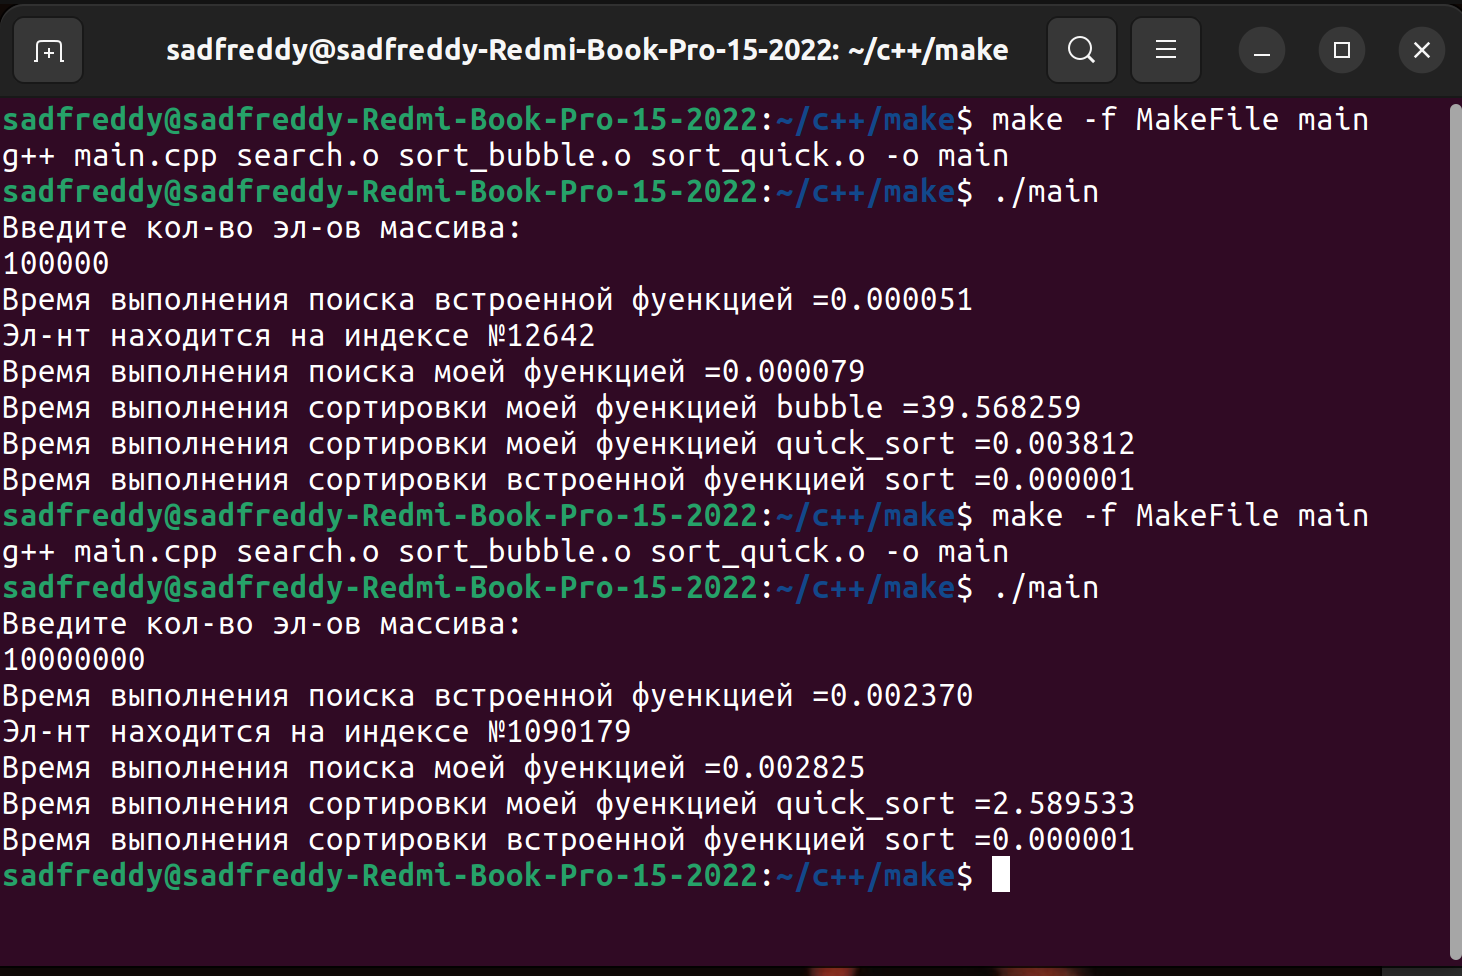 sadfreddy@sadfreddy-Redmi-Book-Pro-15-2022: ~/c++/make
sadfreddy@sadfreddy-Redmi-Book-Pro-15-2022:~/c++/make$ make -f MakeFile main
g++ main.cpp search.o sort_bubble.o sort_quick.o -o main
sadfreddy@sadfreddy-Redmi-Book-Pro-15-2022:~/c++/make$ ./main
Введите кол-во эл-ов массива:
100000
Время выполнения поиска встроенной фуенкцией =0.000051
Эл-нт находится на индексе №12642
Время выполнения поиска моей фуенкцией =0.000079
Время выполнения сортировки моей фуенкцией bubble =39.568259
Время выполнения сортировки моей фуенкцией quick_sort =0.003812
Время выполнения сортировки встроенной фуенкцией sort =0.000001
sadfreddy@sadfreddy-Redmi-Book-Pro-15-2022:~/c++/make$ make -f MakeFile main
g++ main.cpp search.o sort_bubble.o sort_quick.o -o main
sadfreddy@sadfreddy-Redmi-Book-Pro-15-2022:~/c++/make$ ./main
Введите кол-во эл-ов массива:
10000000
Время выполнения поиска встроенной фуенкцией =0.002370
Эл-нт находится на индексе №1090179
Время выполнения поиска моей фуенкцией =0.002825
Время выполнения сортировки моей фуенкцией quick_sort =2.589533
Время выполнения сортировки встроенной фуенкцией sort =0.000001
sadfreddy@sadfreddy-Redmi-Book-Pro-15-2022:~/c++/make$